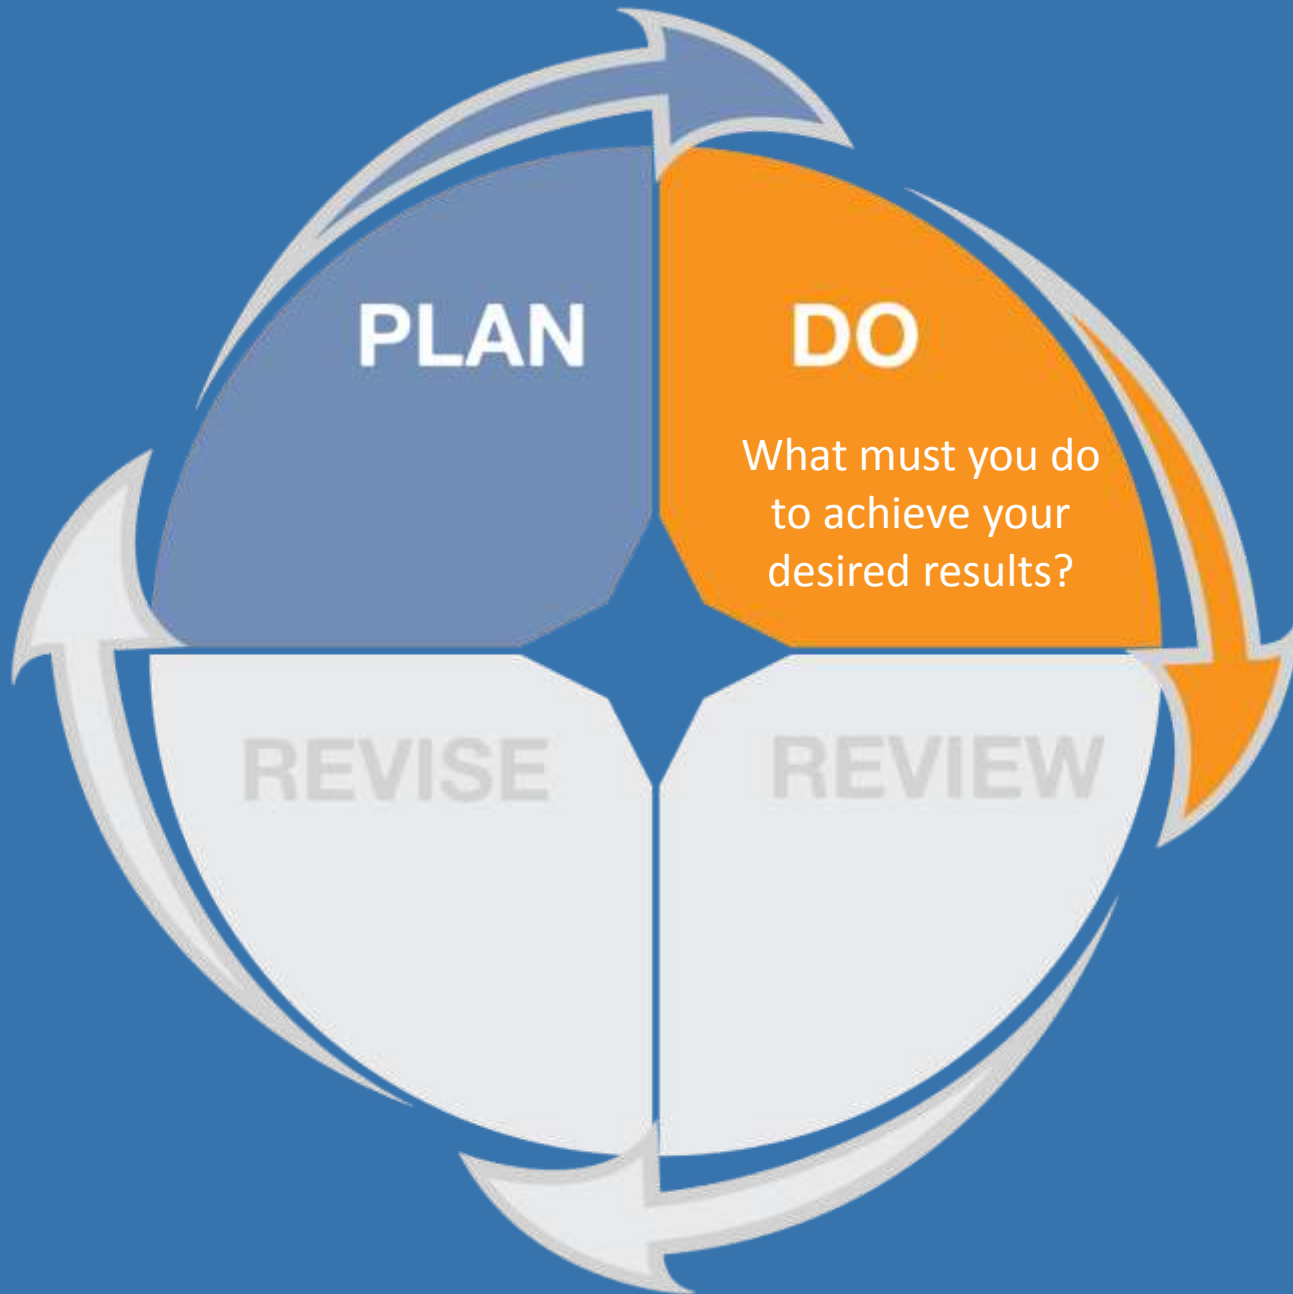 PLAN
DO
What must you do
to achieve your
desired results?
REVISE
REVIEW